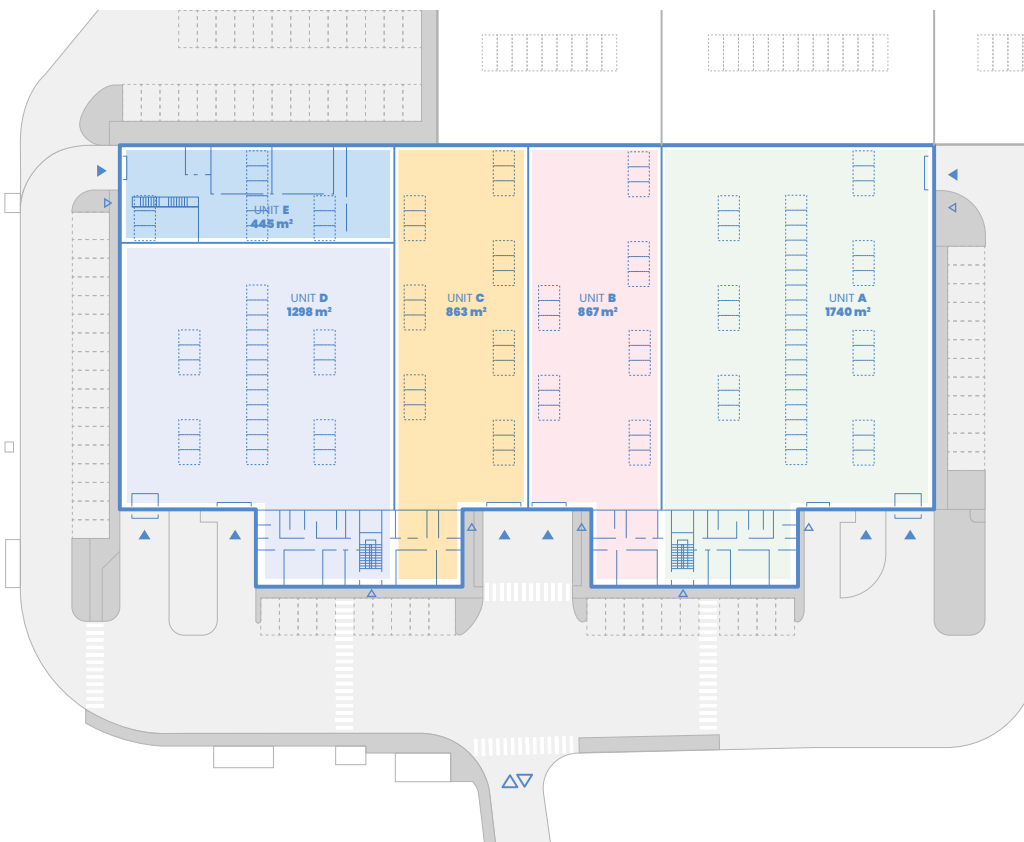 UNIT E
445 m²
UNIT D
1298 m²
UNIT C
863 m²
UNIT B
867 m²
UNIT A
1740 m²